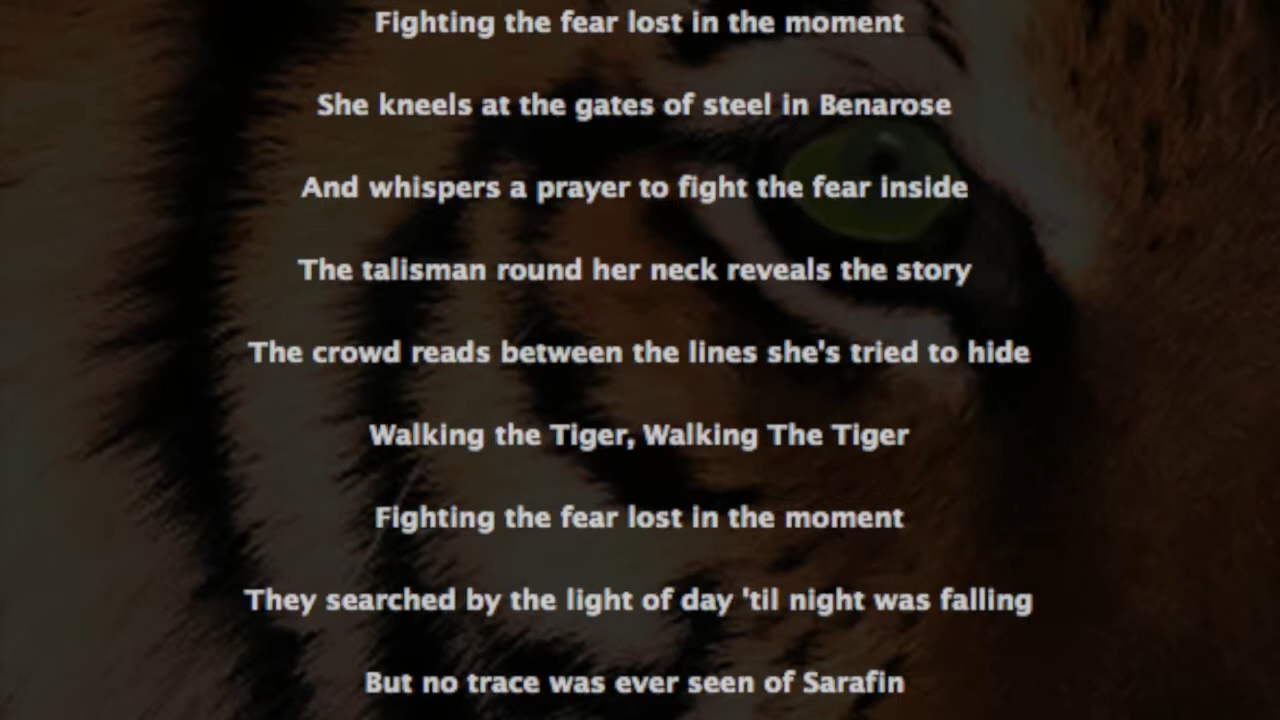 Fighting the fear lost in the moment
She kneels at the gates of steel in Benarose
And whispers a prayer to fight the fear inside
The talisman round her neck reveals the story
The crowd reads between the lines she's tried to hide
Walking the Tiger, Walking The Tiger
Fighting the fear lost in the moment
They searched by the light of day 'til night was falling
But no trace was ever seen of Sarafin